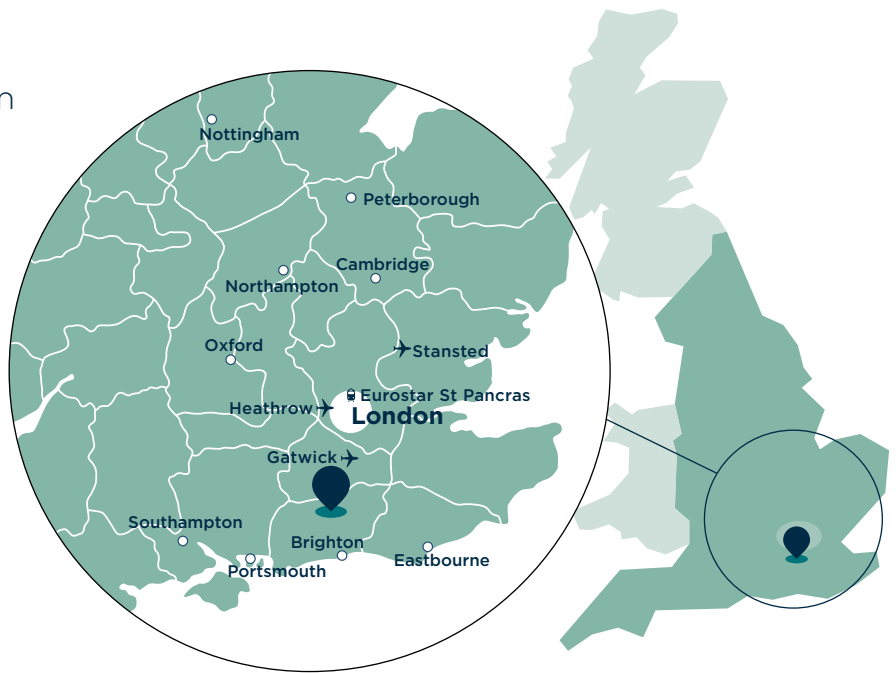 n
Nottingham
Peterborough
Cambridge
Northampton
Oxford
Stansted
Eurostar St Pancras
Heathrow
London
Gatwick
Southampton
Brighton
Eastbourne
Portsmouth